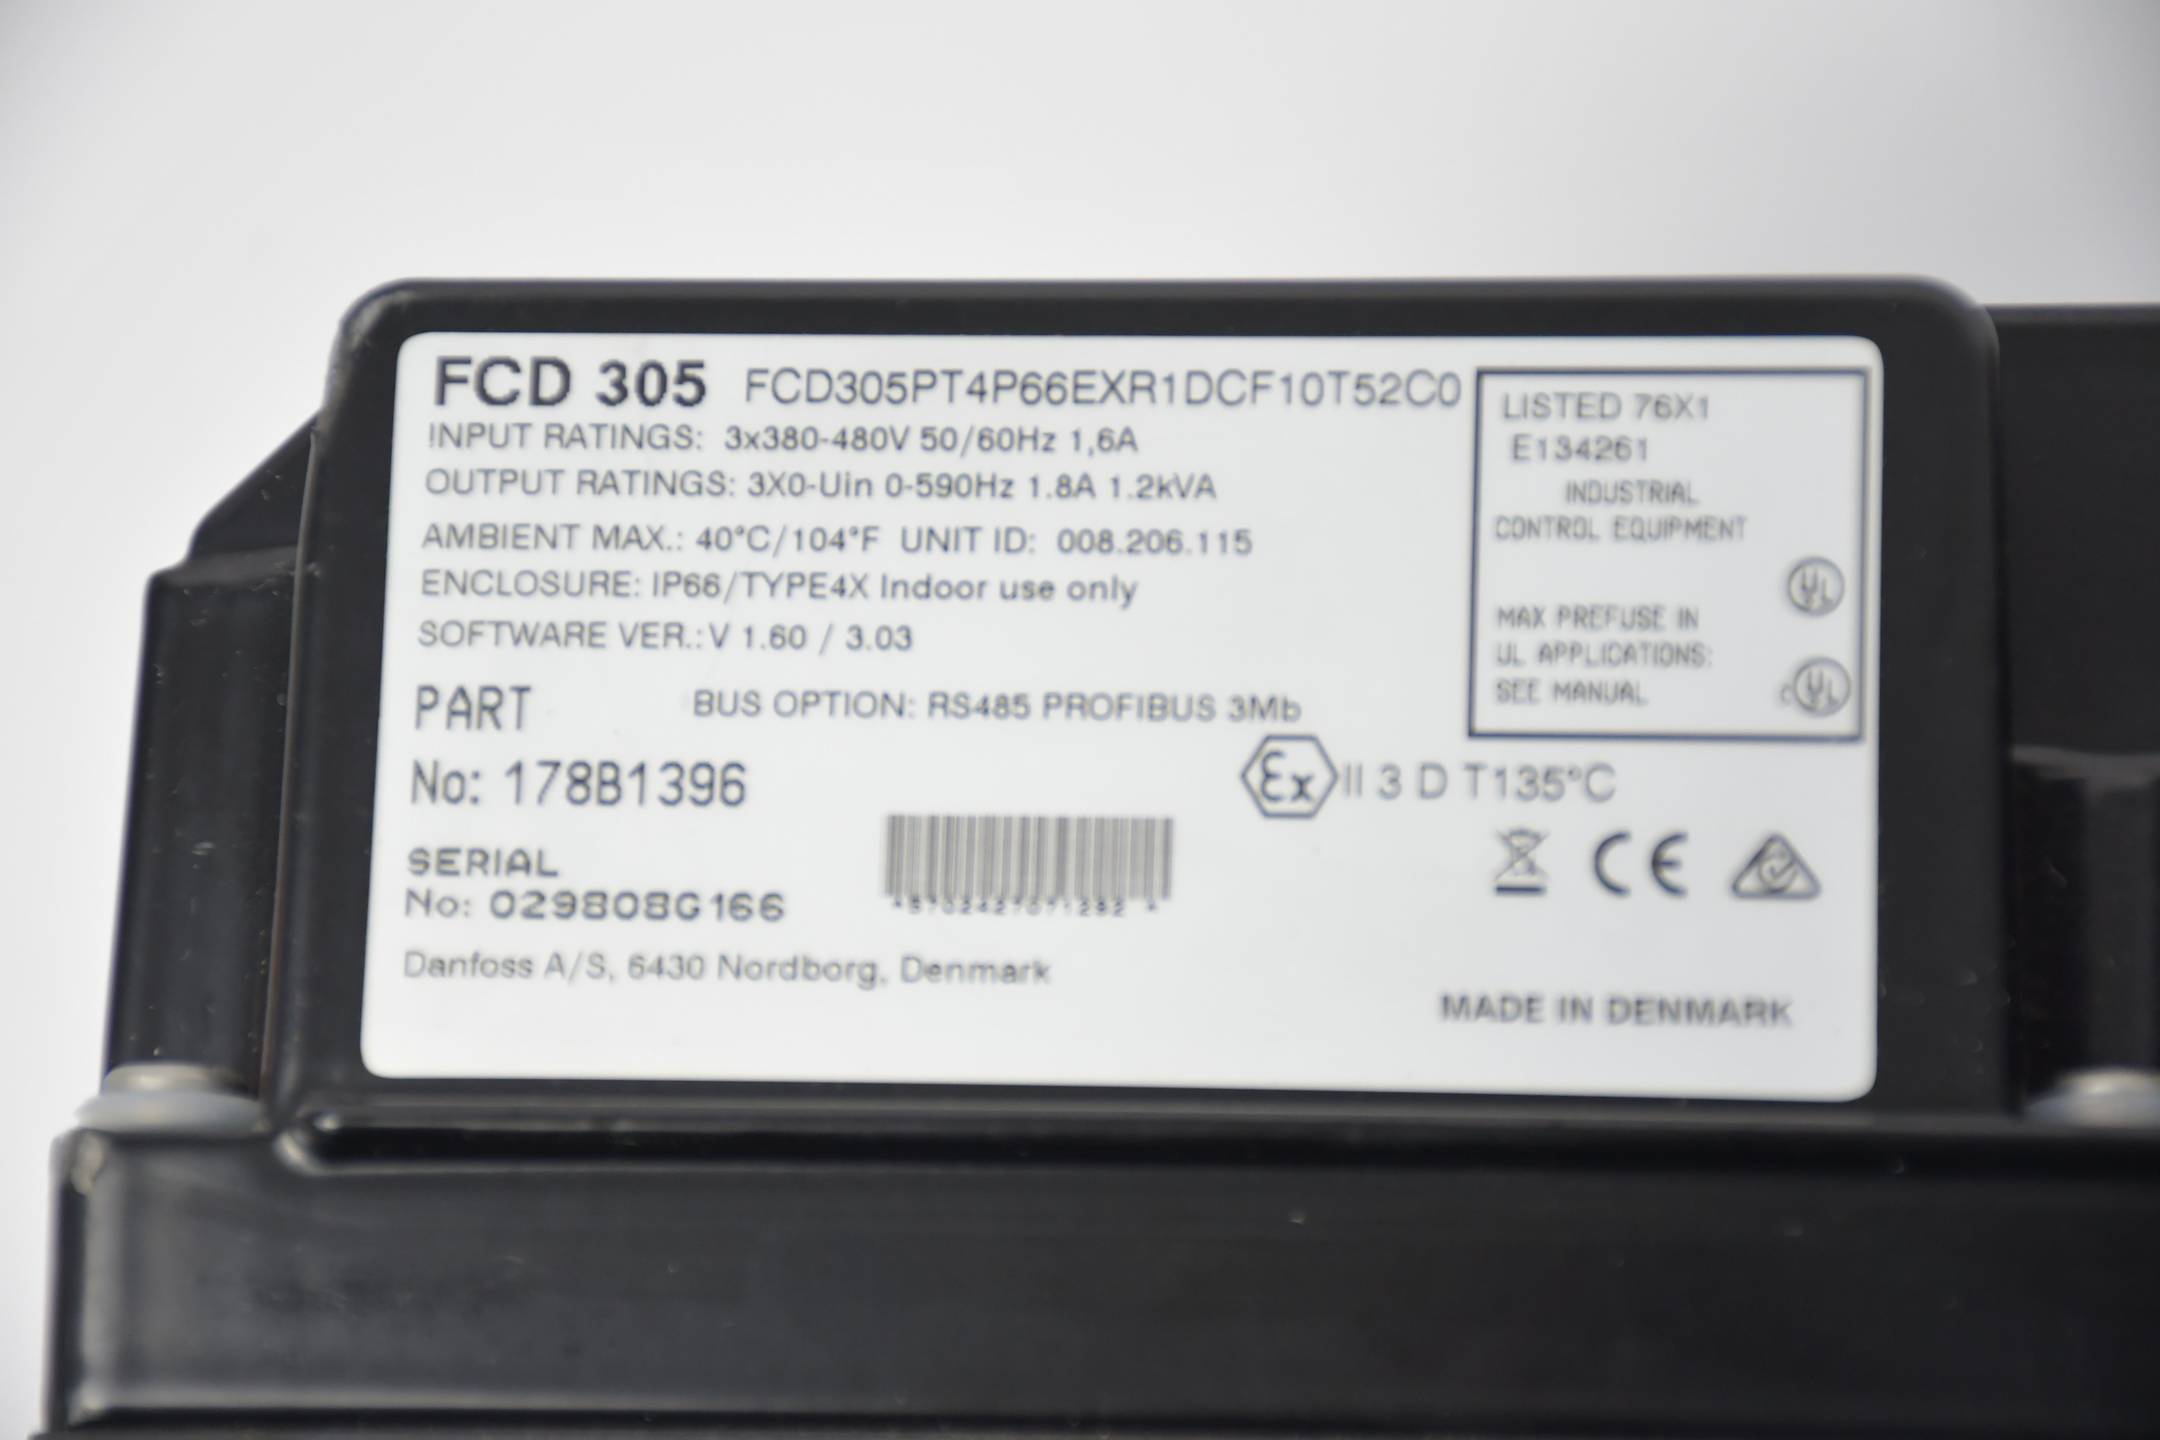 FCD 305 FCD305PT4P66EXR1DCF10T52C0
INPUT RATINGS: 3x380-480V 50/60Hz 1,6A
OUTPUT RATINGS: 3X0-Uin 0-590Hz 1.8A 1.2kVA
AMBIENT MAX.: 40°C/104°F UNIT ID: 008.206.115
ENCLOSURE: IP66/TYPE4X Indoor use only
SOFTWARE VER.: V 1.60 / 3.03
PART BUS OPTION: RS485 PROFIBUS 3Mb
No: 178B1396
Ex II 3 D T135°C
SERIAL
No: 029808G166
Danfoss A/S, 6430 Nordborg, Denmark
LISTED 76X1
E134261
INDUSTRIAL
CONTROL EQUIPMENT
UL
MAX PREFUSE IN
UL APPLICATIONS:
SEE MANUAL
c UL
CE
MADE IN DENMARK